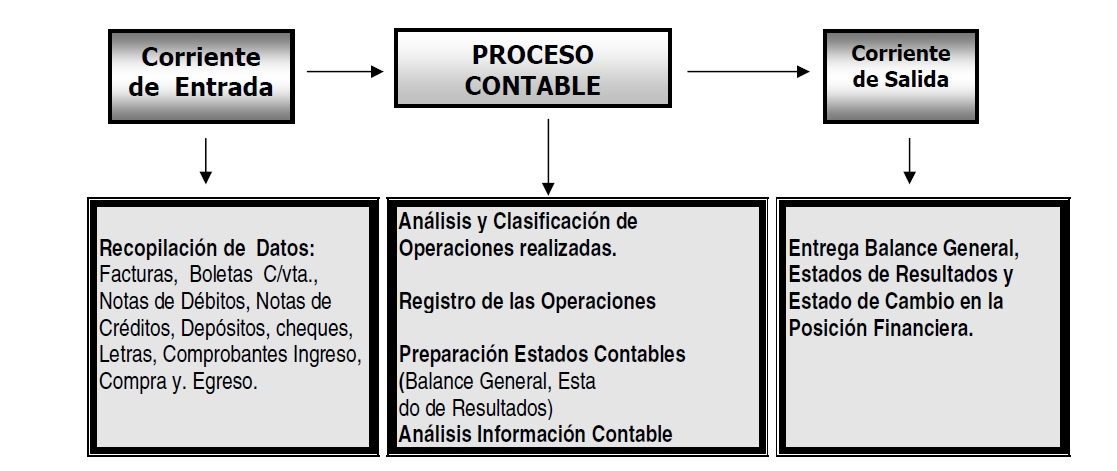 Corriente
de Entrada
PROCESO
CONTABLE
Corriente
de Salida
Recopilación de Datos:
Facturas, Boletas C/vta.,
Notas de Débitos, Notas de
Créditos, Depósitos, cheques,
Letras, Comprobantes Ingreso,
Compra y. Egreso.
Análisis y Clasificación de
Operaciones realizadas.
Registro de las Operaciones
Preparación Estados Contables
(Balance General, Esta
do de Resultados)
Análisis Información Contable
Entrega Balance General,
Estados de Resultados y
Estado de Cambio en la
Posición Financiera.